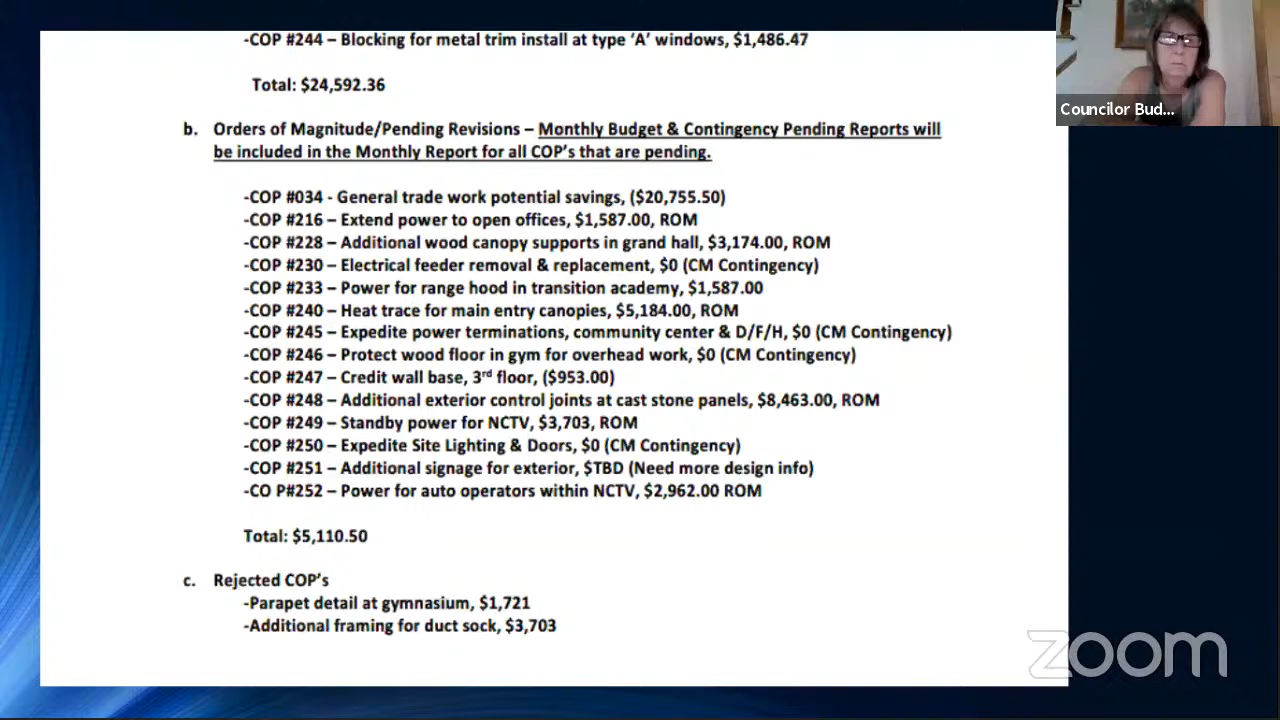 -COP #244 – Blocking for metal trim install at type ‘A’ windows, $1,486.47
Total: $24,592.36
b. Orders of Magnitude/Pending Revisions – Monthly Budget & Contingency Pending Reports will
be included in the Monthly Report for all COP’s that are pending.
-COP #034 - General trade work potential savings, ($20,755.50)
-COP #216 – Extend power to open offices, $1,587.00, ROM
-COP #228 – Additional wood canopy supports in grand hall, $3,174.00, ROM
-COP #230 – Electrical feeder removal & replacement, $0 (CM Contingency)
-COP #233 – Power for range hood in transition academy, $1,587.00
-COP #240 – Heat trace for main entry canopies, $5,184.00, ROM
-COP #245 – Expedite power terminations, community center & D/F/H, $0 (CM Contingency)
-COP #246 – Protect wood floor in gym for overhead work, $0 (CM Contingency)
-COP #247 – Credit wall base, 3rd floor, ($953.00)
-COP #248 – Additional exterior control joints at cast stone panels, $8,463.00, ROM
-COP #249 – Standby power for NCTV, $3,703, ROM
-COP #250 – Expedite Site Lighting & Doors, $0 (CM Contingency)
-COP #251 – Additional signage for exterior, $TBD (Need more design info)
-CO P#252 – Power for auto operators within NCTV, $2,962.00 ROM
Total: $5,110.50
c. Rejected COP’s
-Parapet detail at gymnasium, $1,721
-Additional framing for duct sock, $3,703
Councilor Bud...
zoom